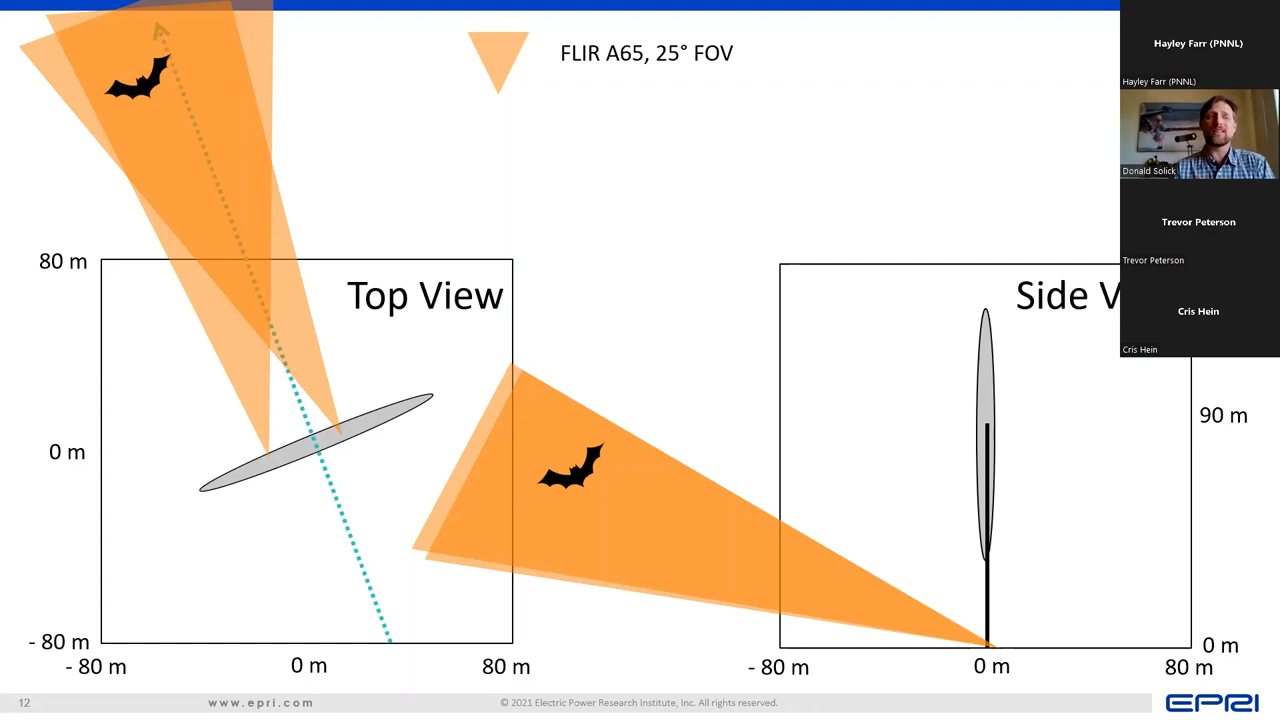 FLIR A65, 25° FOV
Hayley Farr (PNNL)
Hayley Farr (PNNL)
Donald Solick
Trevor Peterson
Trevor Peterson
Cris Hein
Cris Hein
80 m
Top View
0 m
- 80 m
- 80 m
0 m
80 m
Side V
90 m
0 m
- 80 m
0 m
80 m
12
www.epri.com
© 2021 Electric Power Research Institute, Inc. All rights reserved.
EPRI